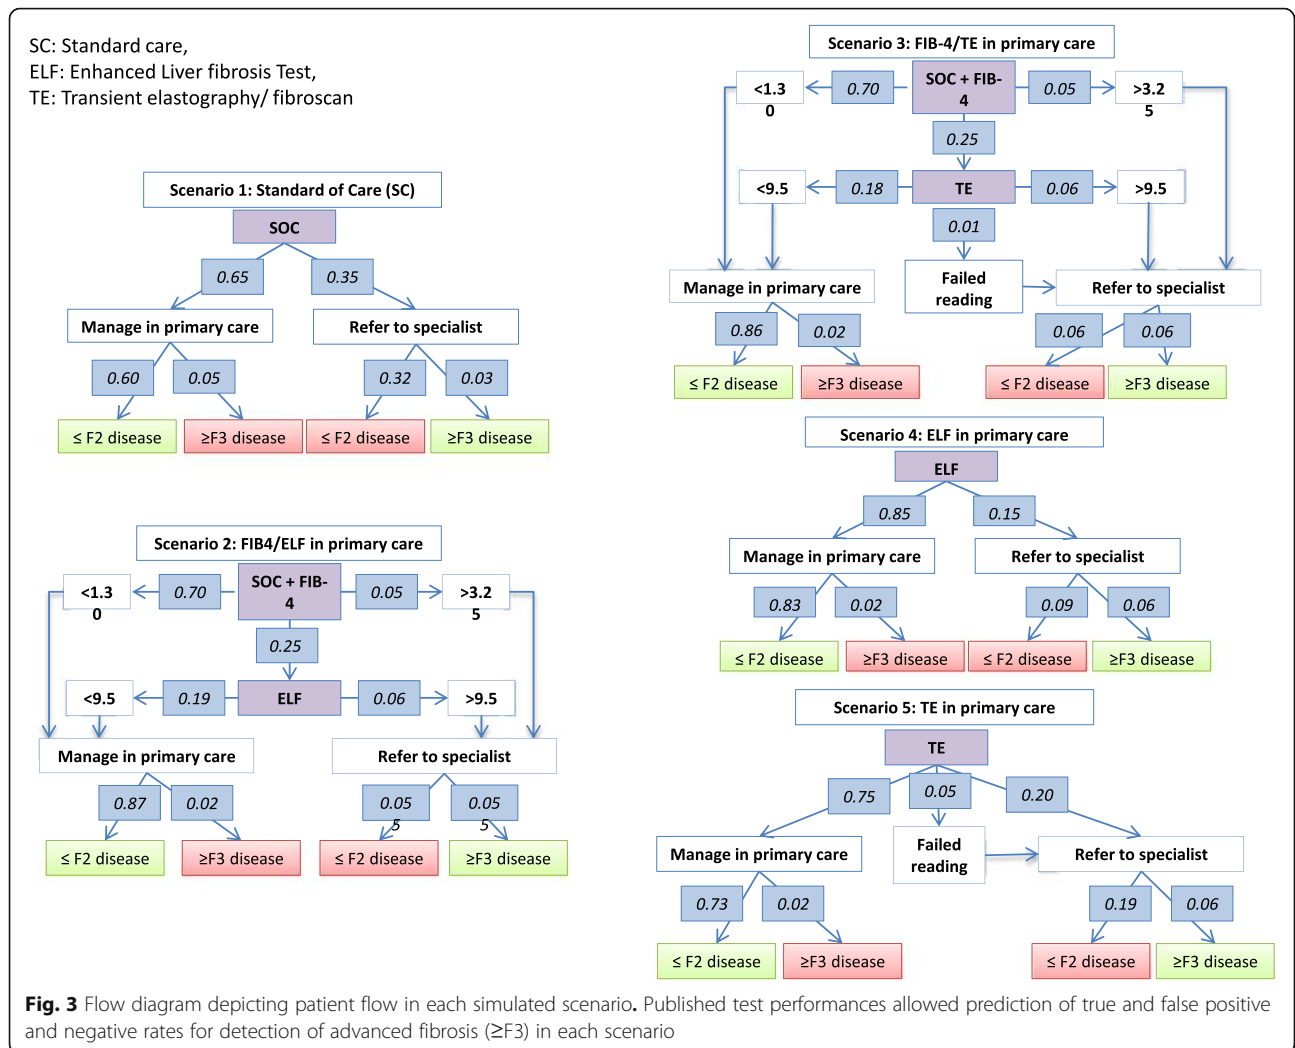 SC: Standard care,
ELF: Enhanced Liver fibrosis Test,
TE: Transient elastography/ fibroscan
Scenario 1: Standard of Care (SC)
SOC
0.65
0.35
Manage in primary care
Refer to specialist
0.60
0.05
0.32
0.03
≤ F2 disease
≥F3 disease
≤ F2 disease
≥F3 disease
Scenario 2: FIB4/ELF in primary care
<1.3
0
0.70
SOC + FIB-
4
0.05
>3.2
5
0.25
<9.5
0.19
ELF
0.06
>9.5
Manage in primary care
Refer to specialist
0.87
0.02
0.05
5
0.05
5
≤ F2 disease
≥F3 disease
≤ F2 disease
≥F3 disease
Scenario 3: FIB-4/TE in primary care
<1.3
0
0.70
SOC + FIB-
4
0.05
>3.2
5
0.25
<9.5
0.18
TE
0.06
>9.5
0.01
Manage in primary care
Failed
reading
Refer to specialist
0.86
0.02
0.06
0.06
≤ F2 disease
≥F3 disease
≤ F2 disease
≥F3 disease
Scenario 4: ELF in primary care
ELF
0.85
0.15
Manage in primary care
Refer to specialist
0.83
0.02
0.09
0.06
≤ F2 disease
≥F3 disease
≤ F2 disease
≥F3 disease
Scenario 5: TE in primary care
TE
0.75
0.05
0.20
Manage in primary care
Failed
reading
Refer to specialist
0.73
0.02
0.19
0.06
≤ F2 disease
≥F3 disease
≤ F2 disease
≥F3 disease
Fig. 3 Flow diagram depicting patient flow in each simulated scenario. Published test performances allowed prediction of true and false positive
and negative rates for detection of advanced fibrosis (≥F3) in each scenario